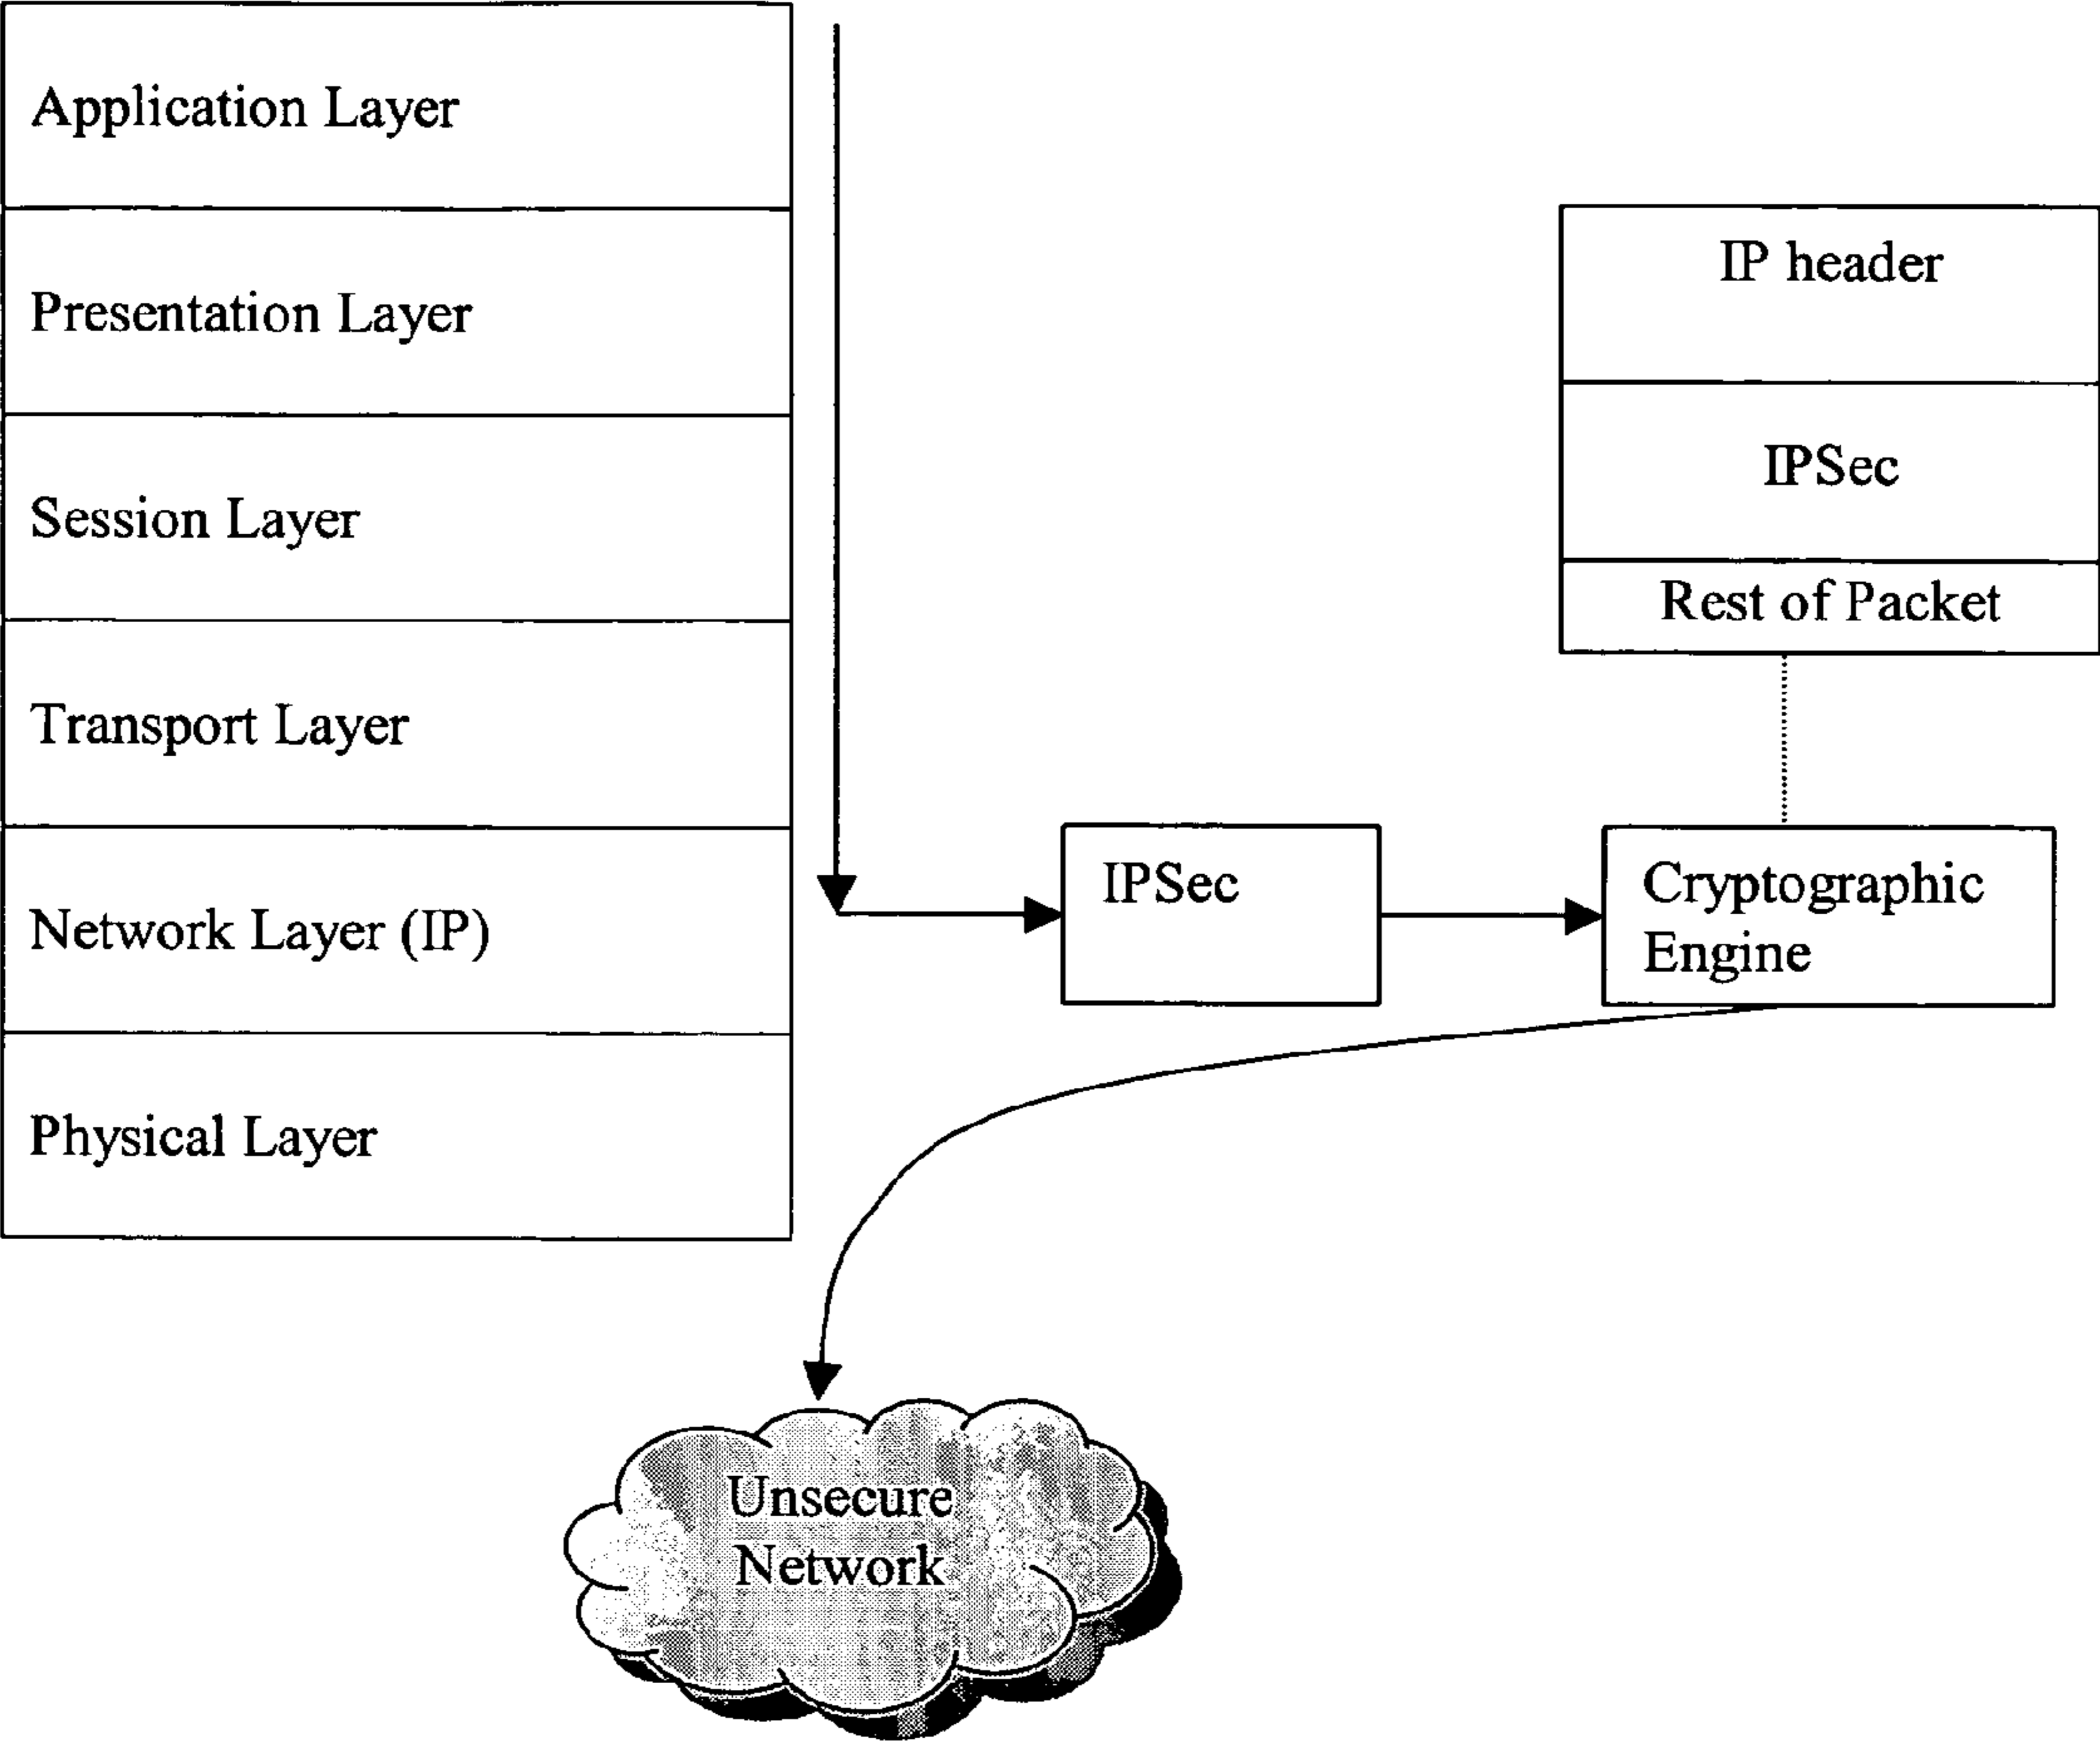 Application Layer
Presentation Layer
Session Layer
Transport Layer
Network Layer (IP)
Physical Layer
IP header
IPSec
Rest of Packet
IPSec
Cryptographic
Engine
Unsecure
Network